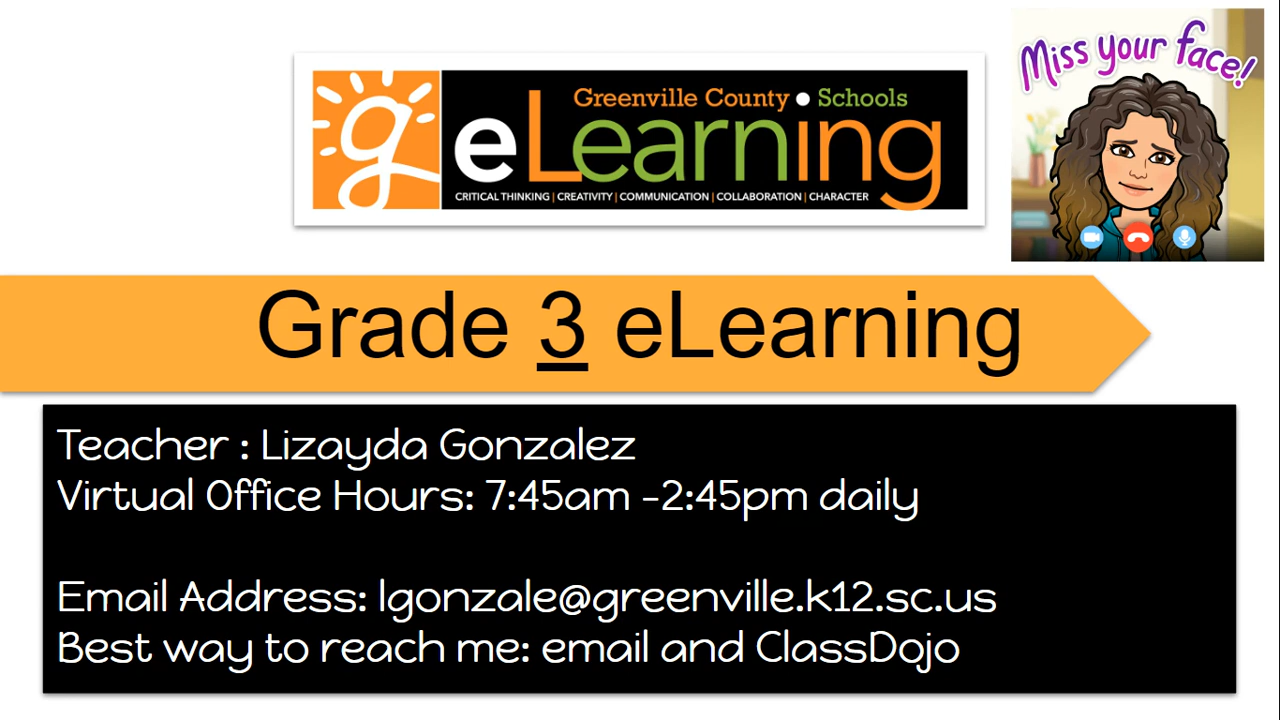 Miss your face!
Greenville County • Schools
g eLearning
CRITICAL THINKING | CREATIVITY | COMMUNICATION | COLLABORATION | CHARACTER
Grade 3 eLearning
Teacher : Lizayda Gonzalez
Virtual Office Hours: 7:45am -2:45pm daily
Email Address: lgonzale@greenville.k12.sc.us
Best way to reach me: email and ClassDojo